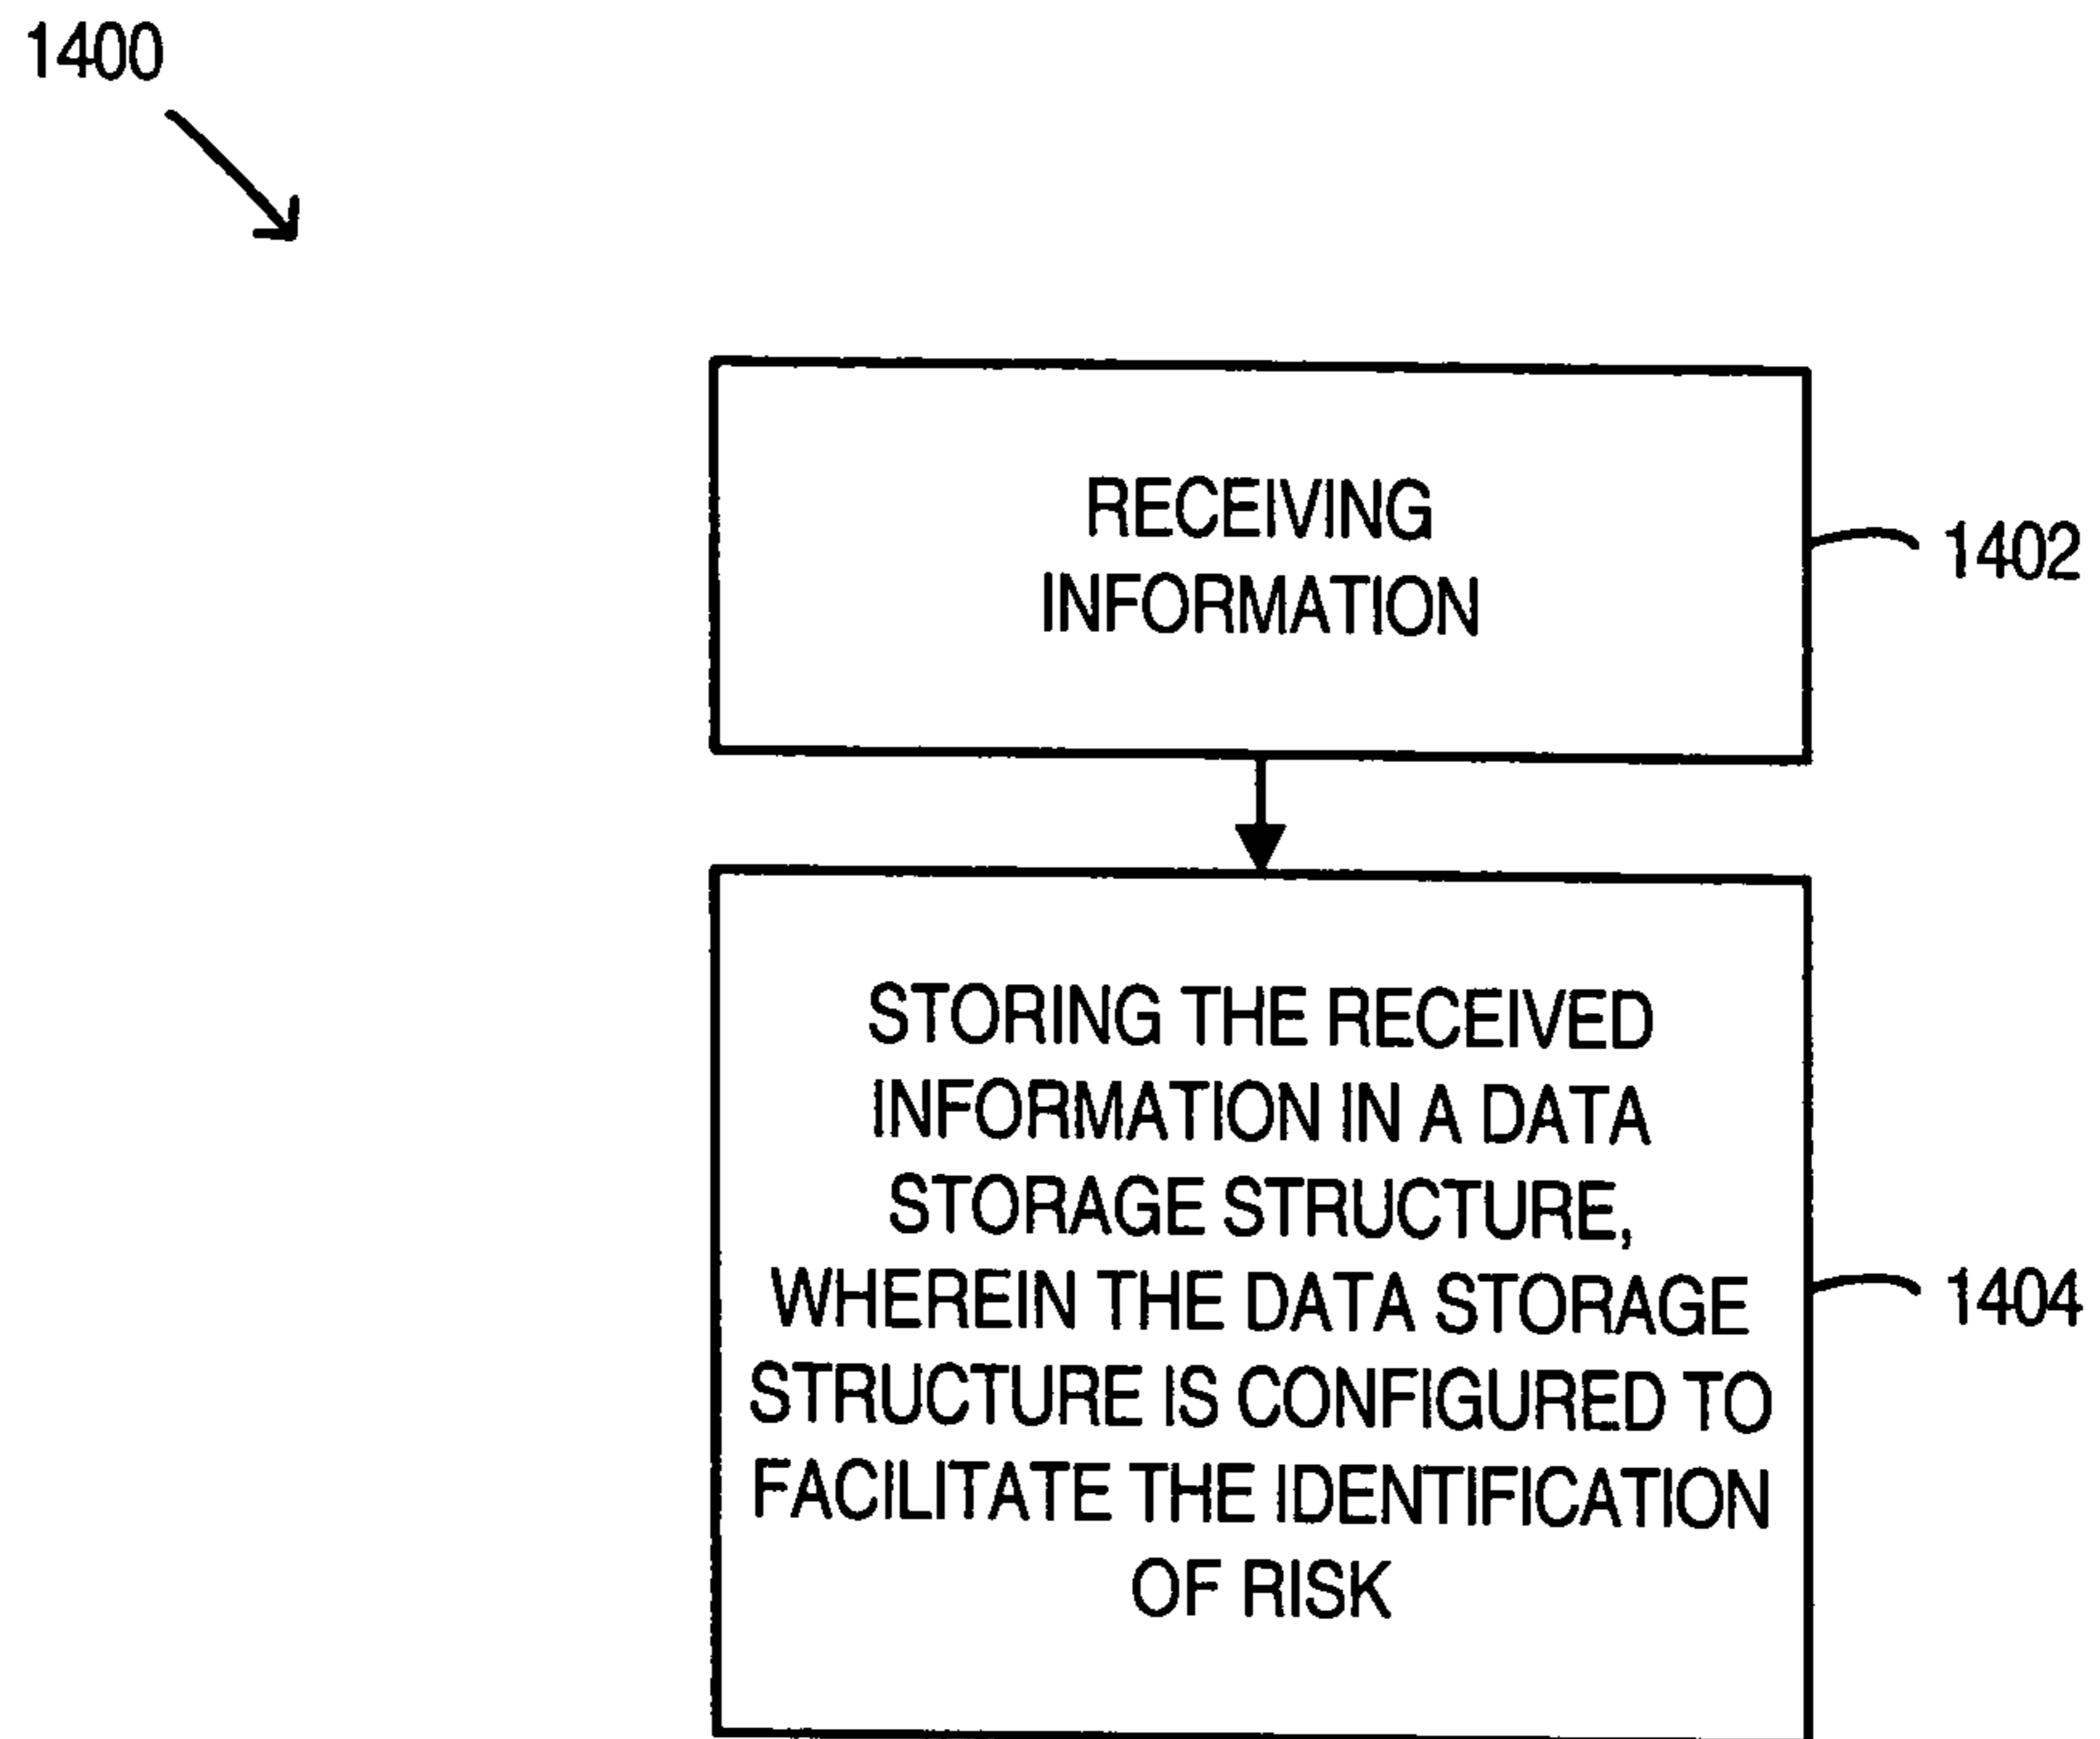 1400
RECEIVING
INFORMATION
1402
STORING THE RECEIVED
INFORMATION IN A DATA
STORAGE STRUCTURE,
WHEREIN THE DATA STORAGE
STRUCTURE IS CONFIGURED TO
FACILITATE THE IDENTIFICATION
OF RISK
1404